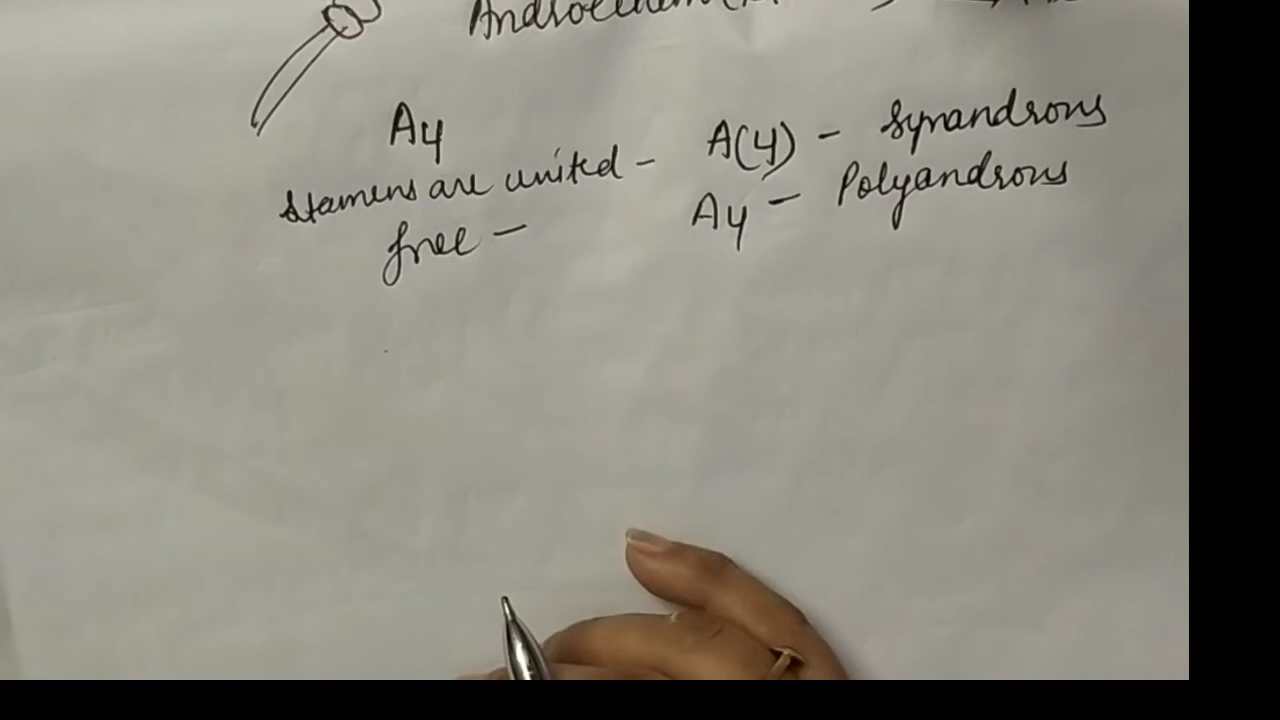 A4
Stamens are united - A(4) - Synandrous
free - A4 - Polyandrous